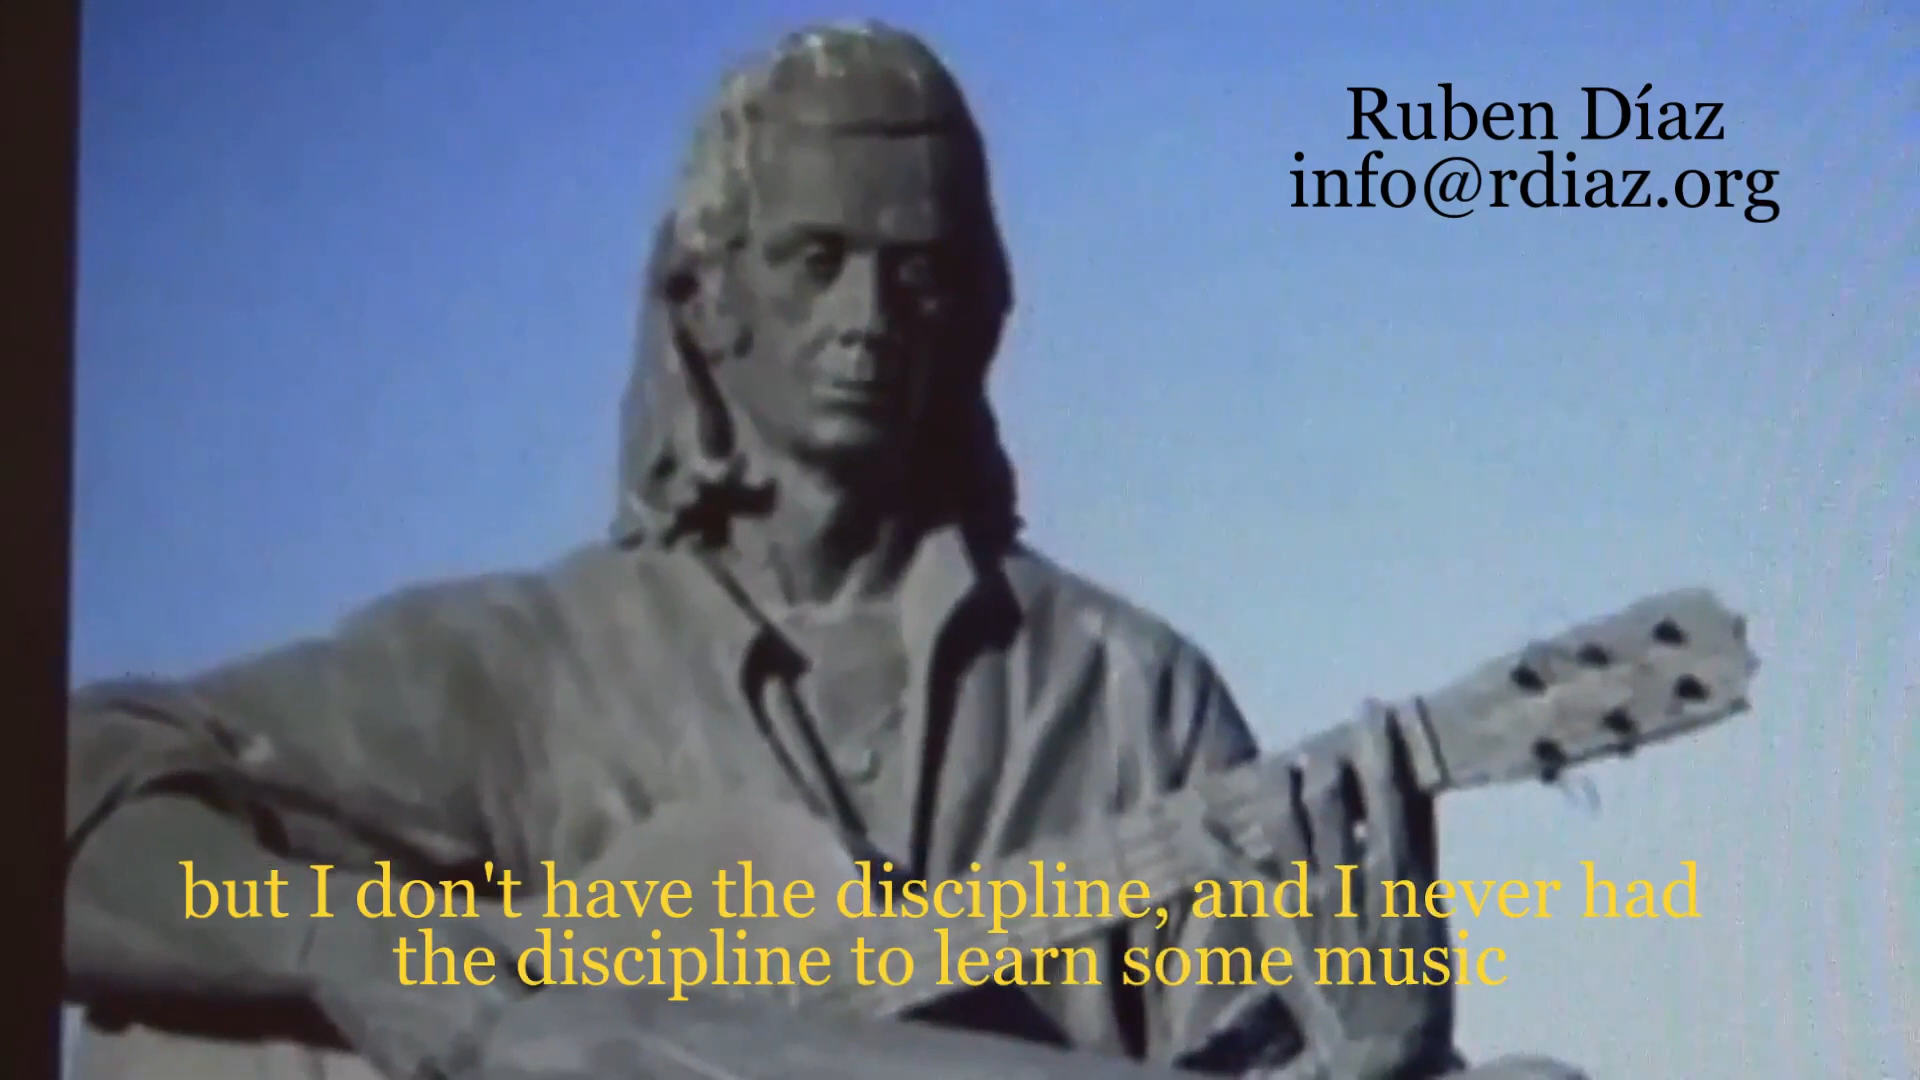 Ruben Díaz
info@rdiaz.org
but I don't have the discipline, and I never had
the discipline to learn some music